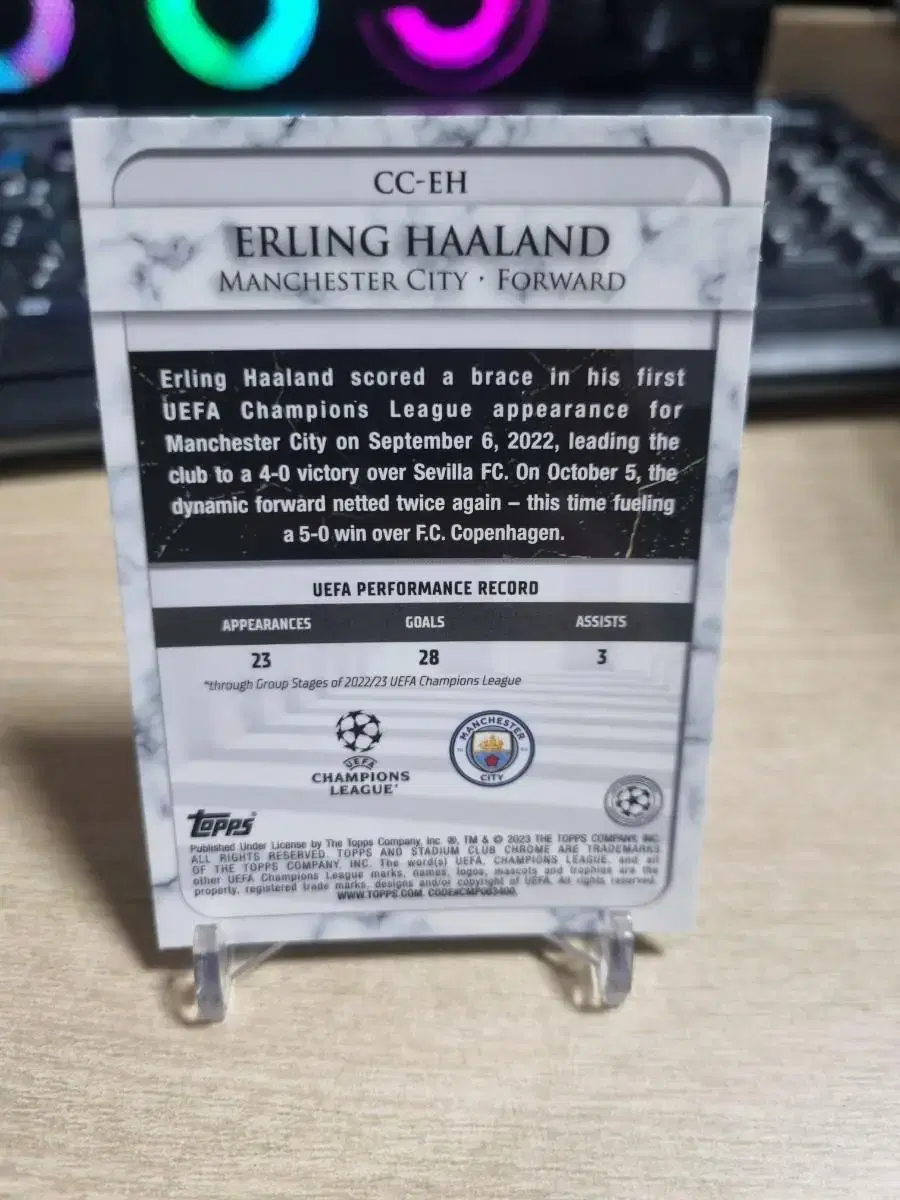 CC-EH
ERLING HAALAND
MANCHESTER CITY · FORWARD
Erling Haaland scored a brace in his first
UEFA Champions League appearance for
Manchester City on September 6, 2022, leading the
club to a 4-0 victory over Sevilla FC. On October 5, the
dynamic forward netted twice again – this time fueling
a 5-0 win over F.C. Copenhagen.
UEFA PERFORMANCE RECORD
APPEARANCES GOALS ASSISTS
23 28 3
*through Group Stages of 2022/23 UEFA Champions League
UEFA
CHAMPIONS
LEAGUE
MANCHESTER
CITY
Topps
Published Under License by The Topps Company, Inc. ®, TM & © 2023 THE TOPPS COMPANY, INC.
ALL RIGHTS RESERVED. TOPPS AND STADIUM CLUB CHROME ARE TRADEMARKS
OF THE TOPPS COMPANY, INC. The word(s) UEFA, CHAMPIONS LEAGUE, and all
other UEFA Champions League marks, names, logos, mascots and trophies are the
property, registered trade marks, designs and/or copyright of UEFA. All rights reserved.
WWW.TOPPS.COM CODE#CMP083400